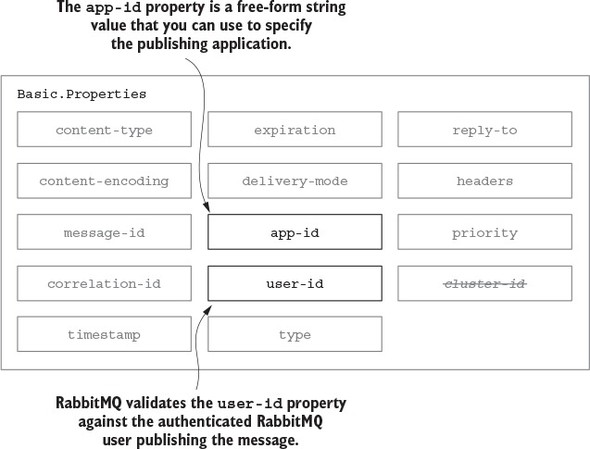 The app-id property is a free-form string
value that you can use to specify
the publishing application.
Basic.Properties
content-type expiration reply-to
content-encoding delivery-mode headers
message-id app-id priority
correlation-id user-id cluster-id
timestamp type
RabbitMQ validates the user-id property
against the authenticated RabbitMQ
user publishing the message.